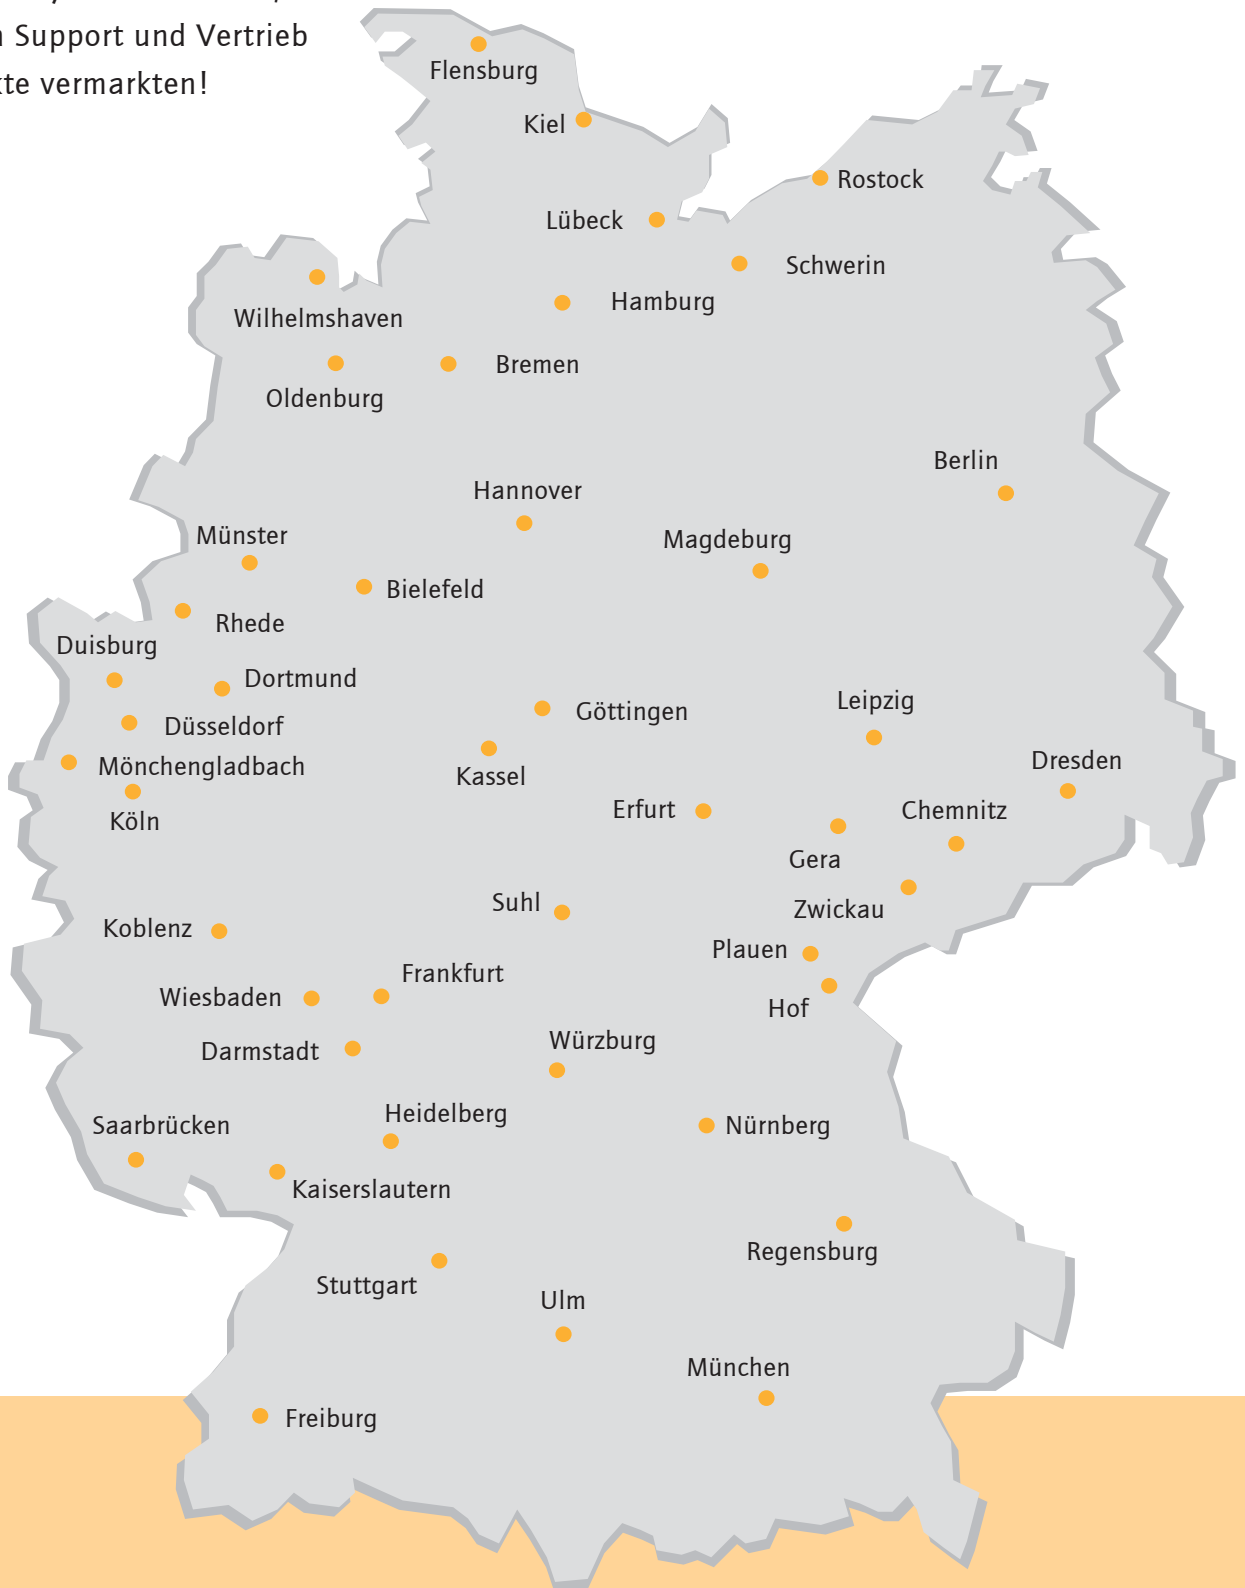 Support und Vertrieb
vermarkten!
Flensburg
Kiel
Rostock
Lübeck
Schwerin
Hamburg
Wilhelmshaven
Bremen
Oldenburg
Berlin
Hannover
Münster
Magdeburg
Bielefeld
Rhede
Duisburg
Dortmund
Leipzig
Göttingen
Düsseldorf
Dresden
Mönchengladbach
Kassel
Erfurt
Chemnitz
Köln
Gera
Suhl
Zwickau
Koblenz
Plauen
Frankfurt
Wiesbaden
Hof
Würzburg
Darmstadt
Heidelberg
Saarbrücken
Nürnberg
Kaiserslautern
Regensburg
Stuttgart
Ulm
München
Freiburg